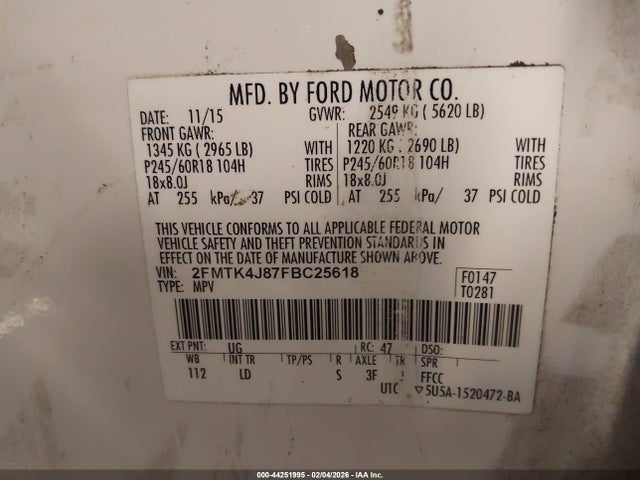 MFD. BY FORD MOTOR CO.
DATE: 11/15 GVWR: 2549 KG ( 5620 LB)
FRONT GAWR: REAR GAWR:
1345 KG ( 2965 LB) WITH 1220 KG ( 2690 LB) WITH
P245/60R18 104H TIRES P245/60R18 104H TIRES
18x8.0J RIMS 18x8.0J RIMS
AT 255 kPa/ 37 PSI COLD AT 255 kPa/ 37 PSI COLD
THIS VEHICLE CONFORMS TO ALL APPLICABLE FEDERAL MOTOR
VEHICLE SAFETY AND THEFT PREVENTION STANDARDS IN
EFFECT ON THE DATE OF MANUFACTURE SHOWN ABOVE.
VIN: 2FMTK4J87FBC25618 F0147
TYPE: MPV T0281
EXT PNT: UG RC: 47 DSO:
WB INT TR TP/PS R AXLE TR SPR
112 LD S 3F FFCC
UTC ▽5U5A-1520472-BA
000-44251995 - 02/04/2026 - IAA Inc.